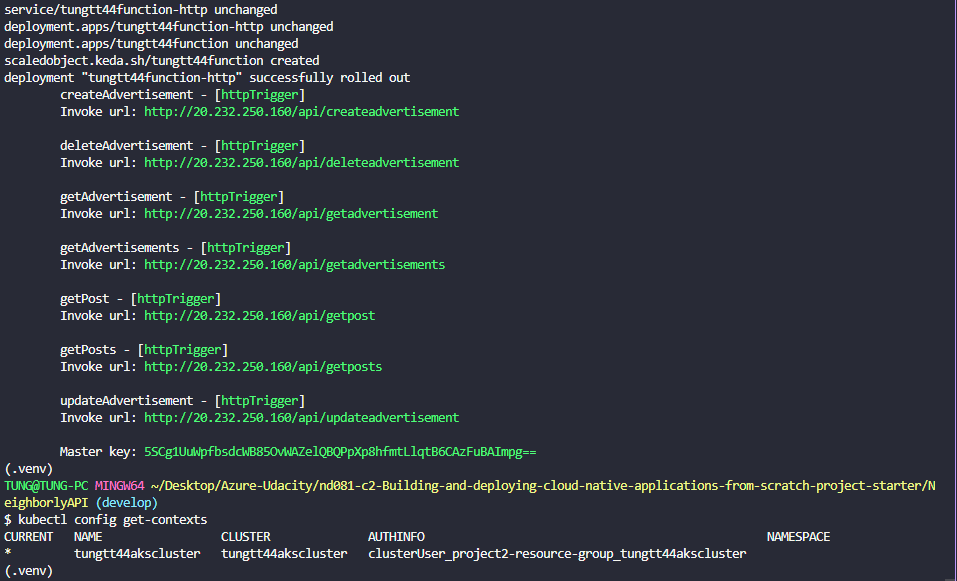 service/tungtt44function-http unchanged
deployment.apps/tungtt44function-http unchanged
deployment.apps/tungtt44function unchanged
scaledobject.keda.sh/tungtt44function created
deployment "tungtt44function-http" successfully rolled out
createAdvertisement - [httpTrigger]
Invoke url: http://20.232.250.160/api/createadvertisement
deleteAdvertisement - [httpTrigger]
Invoke url: http://20.232.250.160/api/deleteadvertisement
getAdvertisement - [httpTrigger]
Invoke url: http://20.232.250.160/api/getadvertisement
getAdvertisements - [httpTrigger]
Invoke url: http://20.232.250.160/api/getadvertisements
getPost - [httpTrigger]
Invoke url: http://20.232.250.160/api/getpost
getPosts - [httpTrigger]
Invoke url: http://20.232.250.160/api/getposts
updateAdvertisement - [httpTrigger]
Invoke url: http://20.232.250.160/api/updateadvertisement
Master key: 5SCg1UuWpfbsdcWB85OvWAZelQBQPpXp8hfmtLlqtB6CAzFuBAImpg==
(.venv)
TUNG@TUNG-PC MINGW64 ~/Desktop/Azure-Udacity/nd081-c2-Building-and-deploying-cloud-native-applications-from-scratch-project-starter/N
eighborlyAPI (develop)
$ kubectl config get-contexts
CURRENT NAME CLUSTER AUTHINFO NAMESPACE
* tungtt44akscluster tungtt44akscluster clusterUser_project2-resource-group_tungtt44akscluster
(.venv)